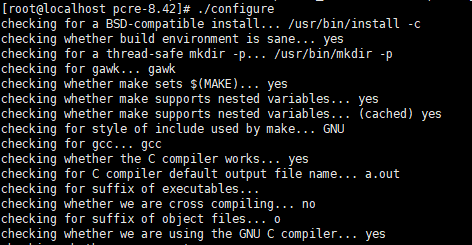 [root@localhost pcre-8.42]# ./configure
checking for a BSD-compatible install... /usr/bin/install -c
checking whether build environment is sane... yes
checking for a thread-safe mkdir -p... /usr/bin/mkdir -p
checking for gawk... gawk
checking whether make sets $(MAKE)... yes
checking whether make supports nested variables... yes
checking whether make supports nested variables... (cached) yes
checking for style of include used by make... GNU
checking for gcc... gcc
checking whether the C compiler works... yes
checking for C compiler default output file name... a.out
checking for suffix of executables...
checking whether we are cross compiling... no
checking for suffix of object files... o
checking whether we are using the GNU C compiler... yes